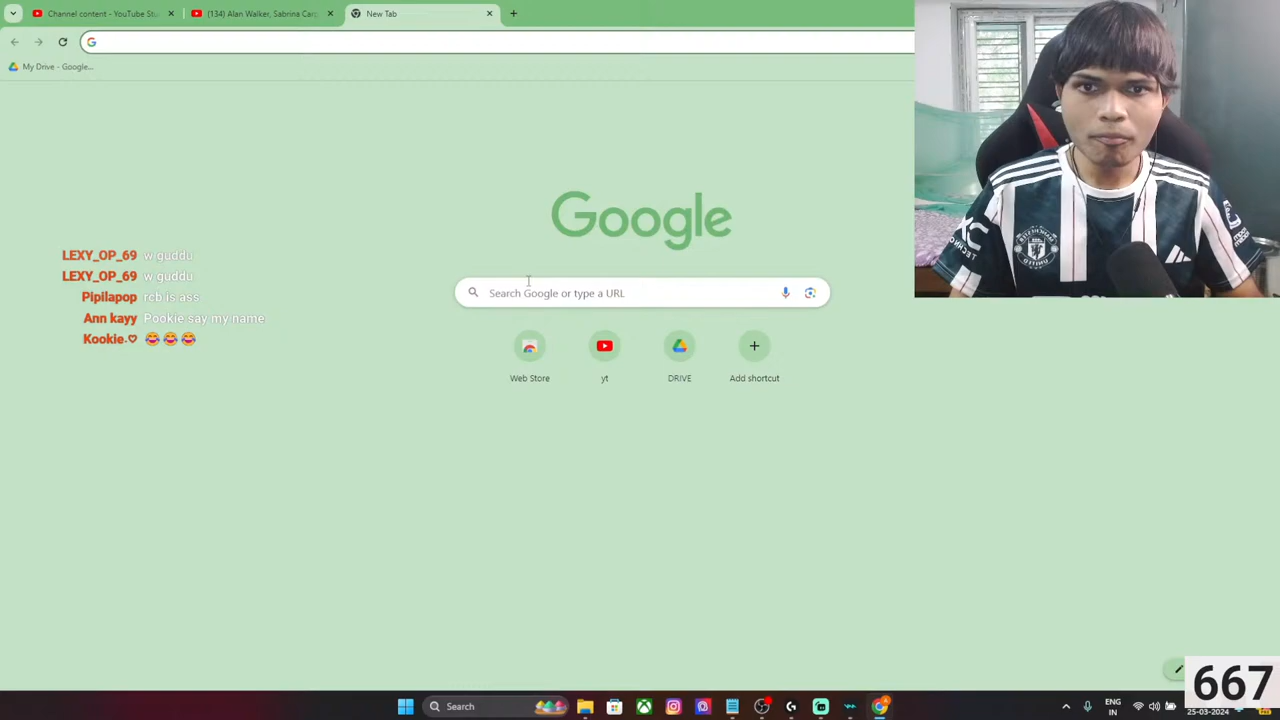 Channel content - YouTube Stu
(134) Alan Walker, Sabrina Carp
New Tab
My Drive - Google...
Google
Search Google or type a URL
Web Store
yt
DRIVE
Add shortcut
LEXY_OP_69 w guddu
LEXY_OP_69 w guddu
Pipilapop rcb is ass
Ann kayy Pookie say my name
Kookie.♡ 😂😂😂
MANCHESTER
UNITED
667
Search
ENG
IN
25-03-2024